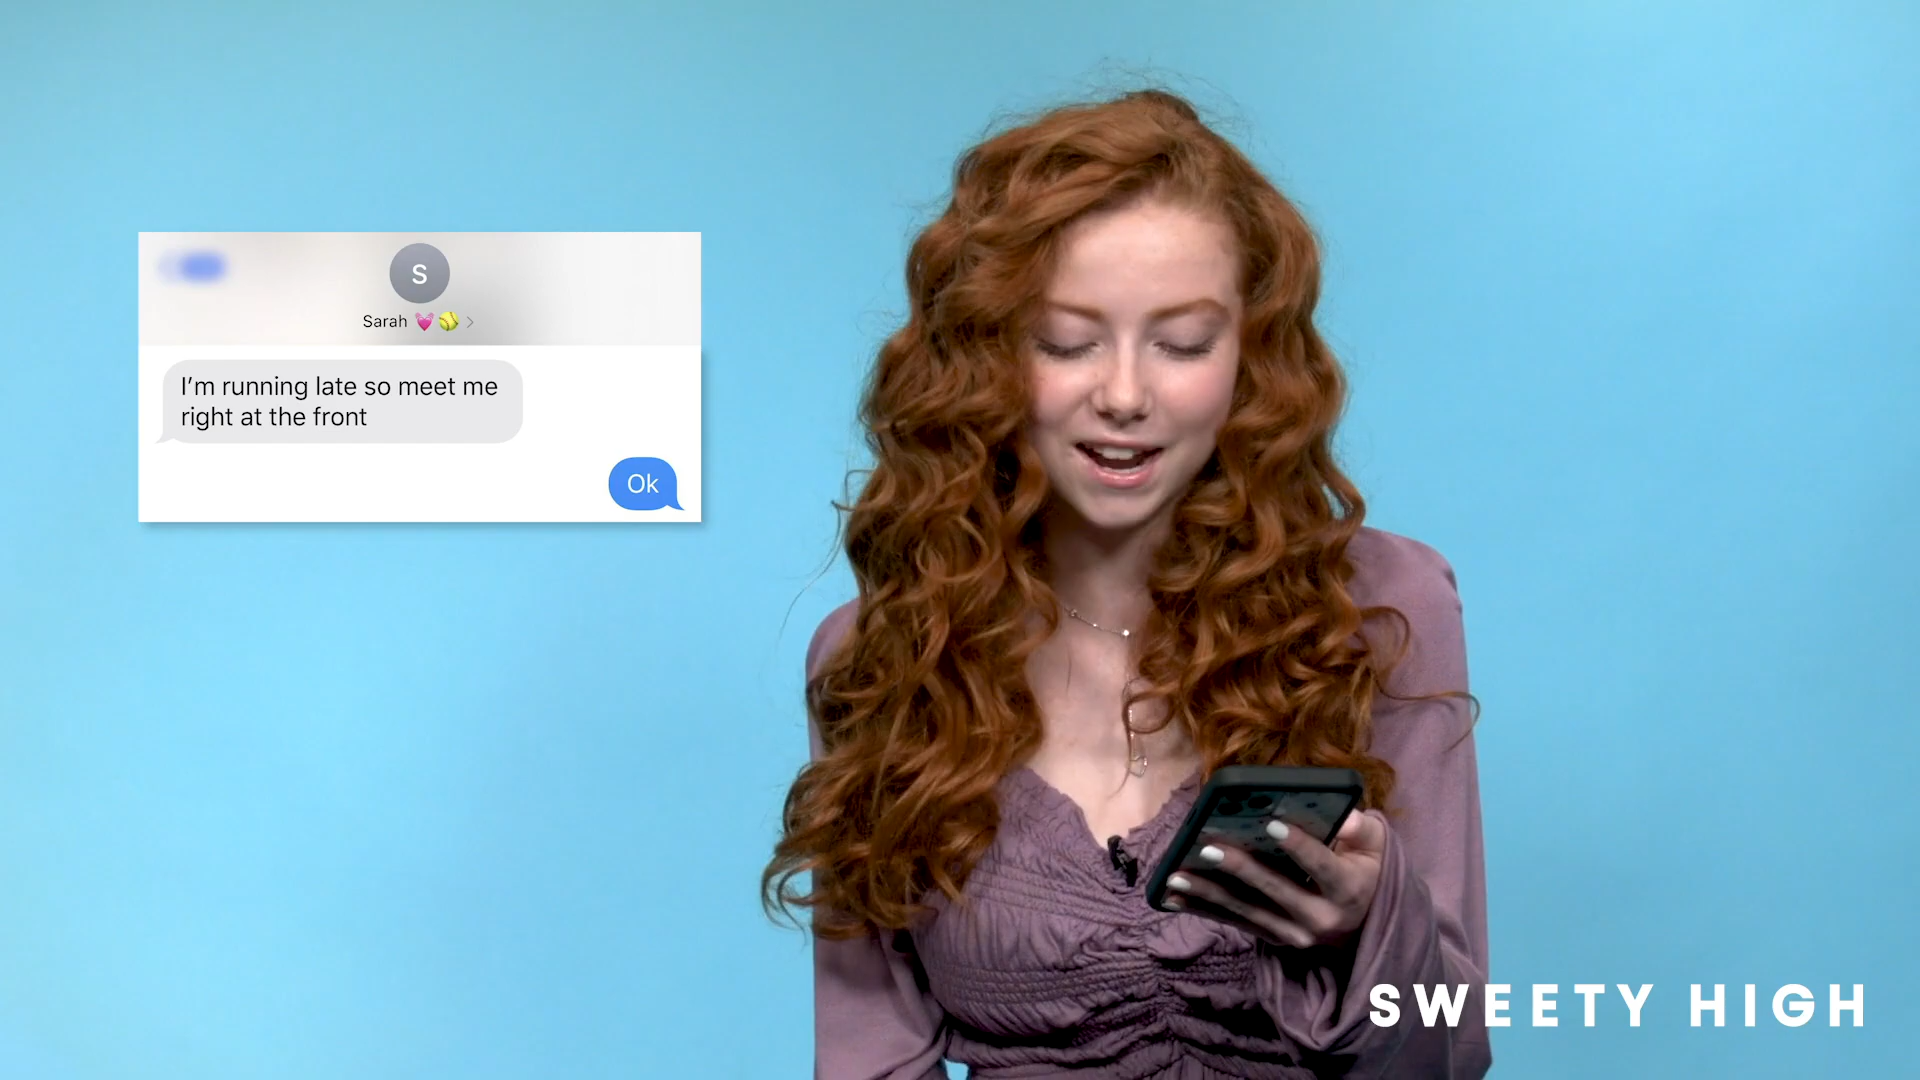 S
Sarah 💓🥎 >
I’m running late so meet me
right at the front
Ok
SWEETY HIGH